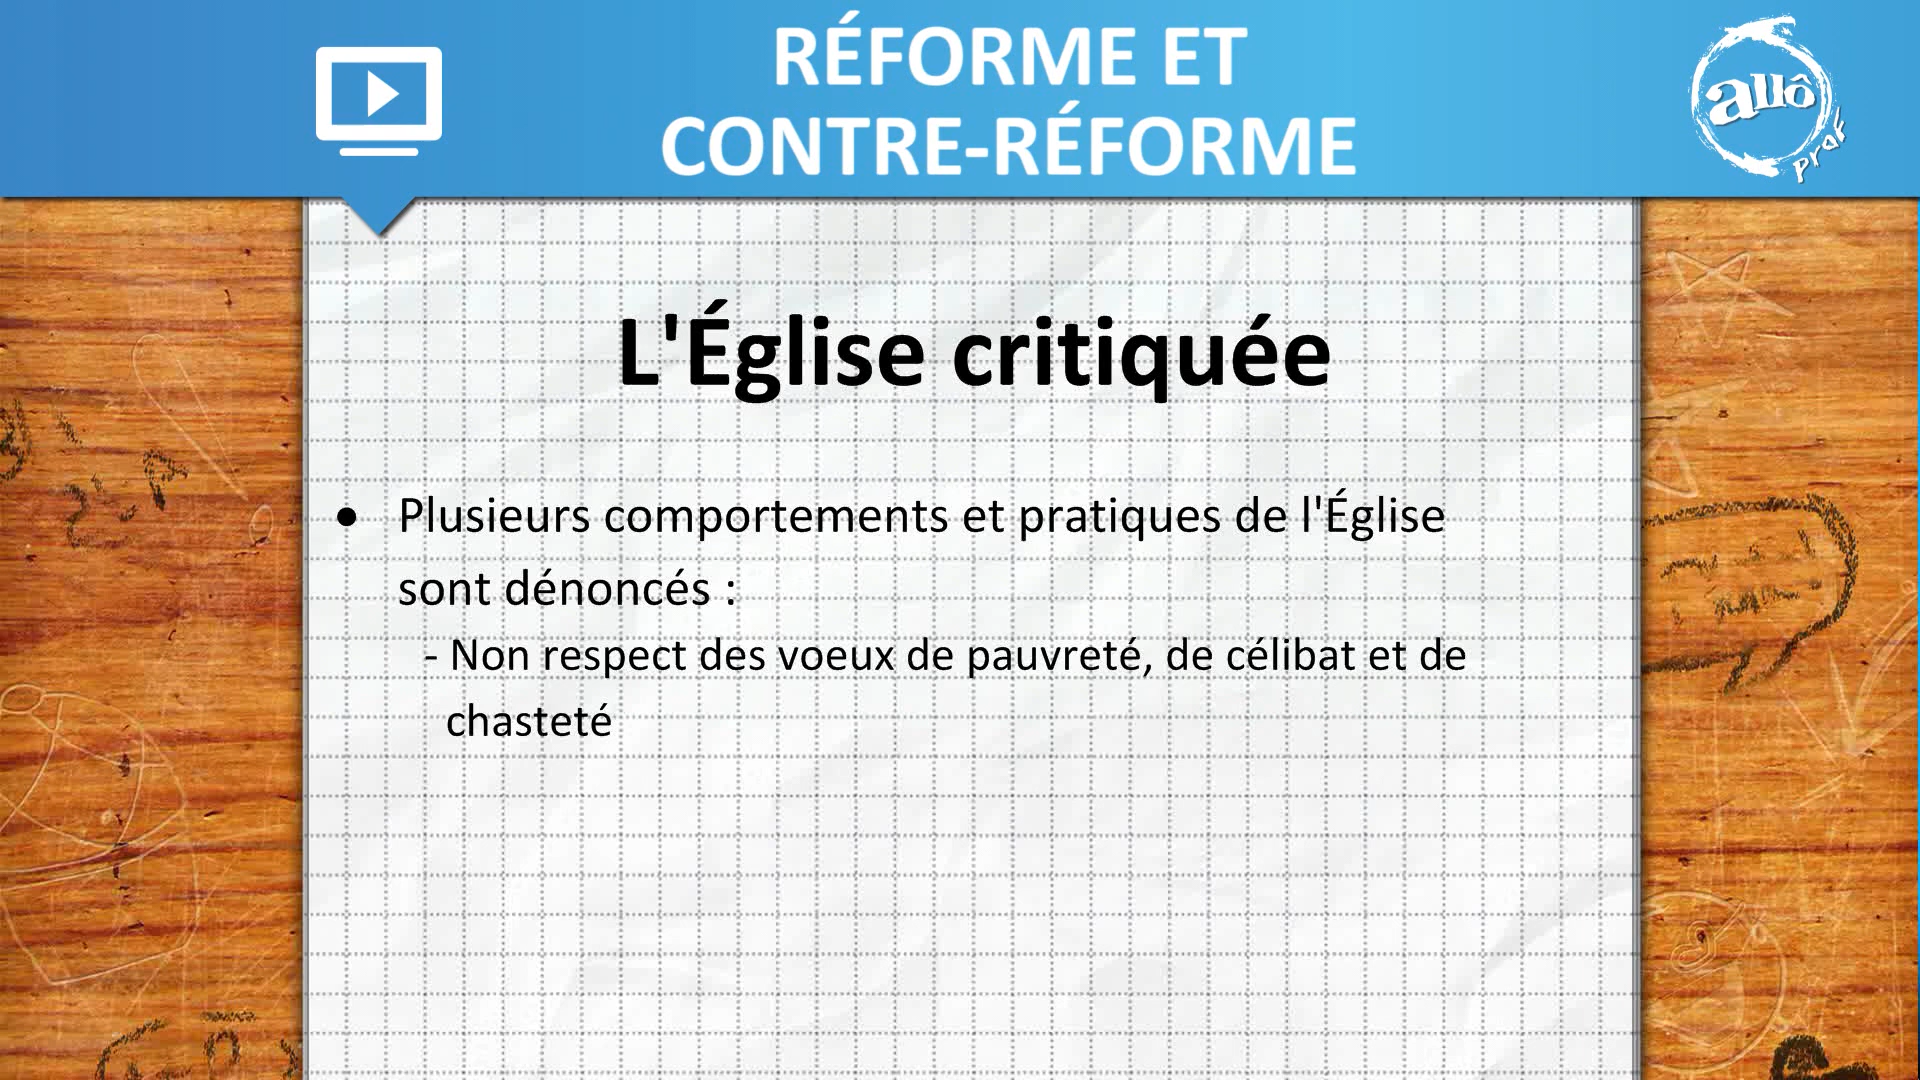 RÉFORME ET
CONTRE-RÉFORME
allô
prof
L'Église critiquée
• Plusieurs comportements et pratiques de l'Église
sont dénoncés :
- Non respect des voeux de pauvreté, de célibat et de
chasteté